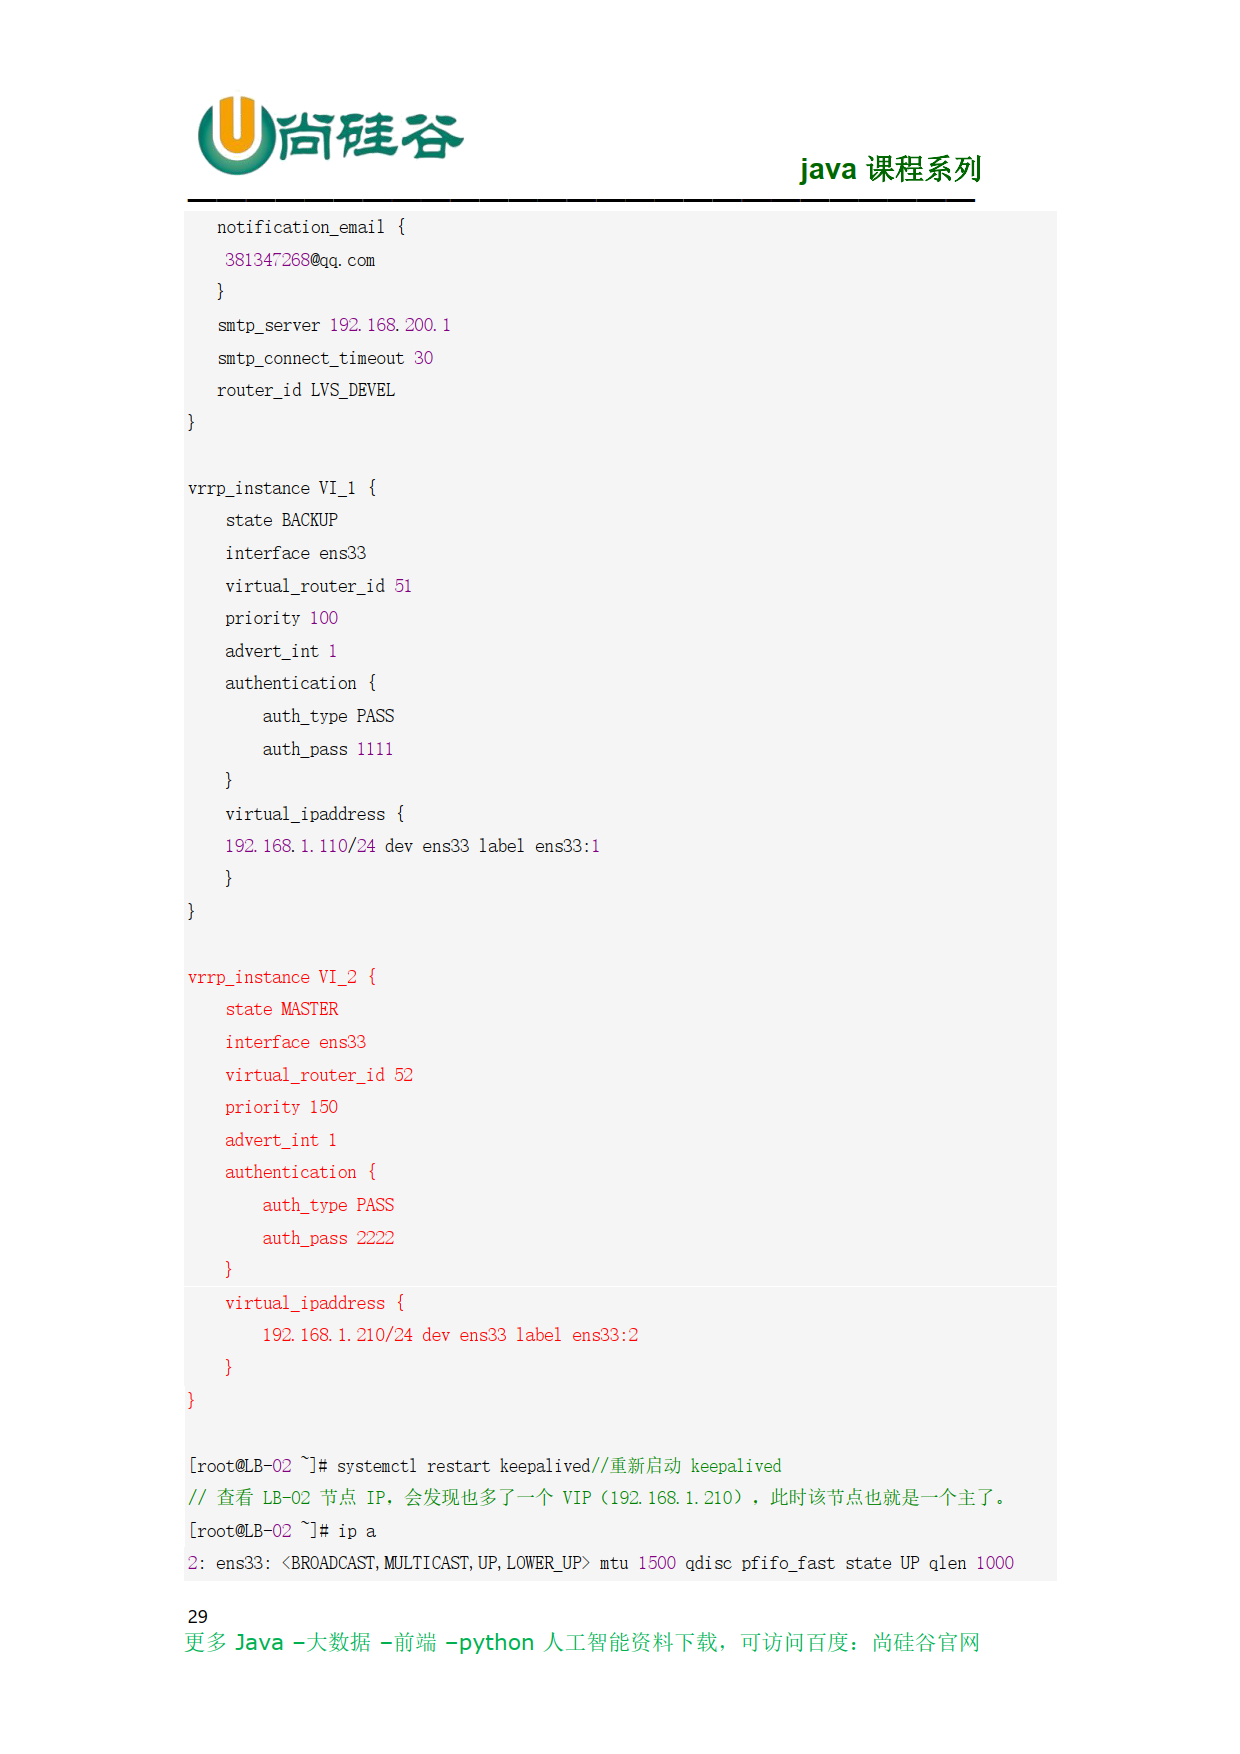 尚硅谷
java 课程系列
notification_email {
381347268@qq.com
}
smtp_server 192.168.200.1
smtp_connect_timeout 30
router_id LVS_DEVEL
}
vrrp_instance VI_1 {
state BACKUP
interface ens33
virtual_router_id 51
priority 100
advert_int 1
authentication {
auth_type PASS
auth_pass 1111
}
virtual_ipaddress {
192.168.1.110/24 dev ens33 label ens33:1
}
}
vrrp_instance VI_2 {
state MASTER
interface ens33
virtual_router_id 52
priority 150
advert_int 1
authentication {
auth_type PASS
auth_pass 2222
}
virtual_ipaddress {
192.168.1.210/24 dev ens33 label ens33:2
}
}
[root@LB-02 ~]# systemctl restart keepalived//重新启动 keepalived
// 查看 LB-02 节点 IP，会发现也多了一个 VIP（192.168.1.210），此时该节点也就是一个主了。
[root@LB-02 ~]# ip a
2: ens33: <BROADCAST,MULTICAST,UP,LOWER_UP> mtu 1500 qdisc pfifo_fast state UP qlen 1000
29
更多 Java –大数据 –前端 –python 人工智能资料下载，可访问百度：尚硅谷官网